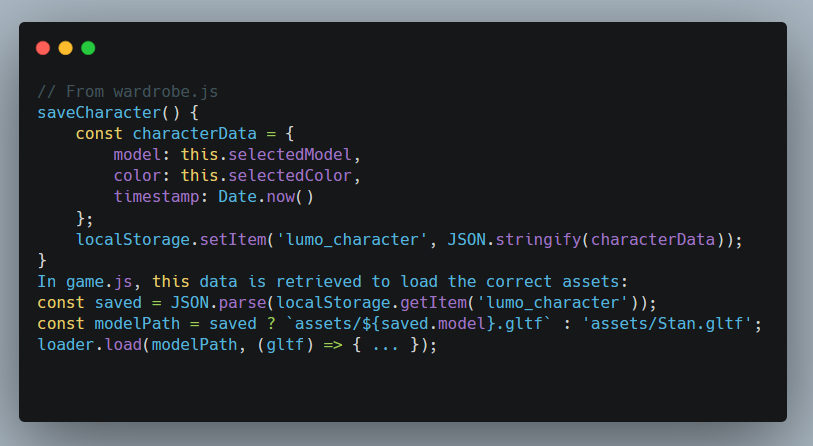 // From wardrobe.js
saveCharacter() {
    const characterData = {
        model: this.selectedModel,
        color: this.selectedColor,
        timestamp: Date.now()
    };
    localStorage.setItem('lumo_character', JSON.stringify(characterData));
}
In game.js, this data is retrieved to load the correct assets:
const saved = JSON.parse(localStorage.getItem('lumo_character'));
const modelPath = saved ? `assets/${saved.model}.gltf` : 'assets/Stan.gltf';
loader.load(modelPath, (gltf) => { ... });